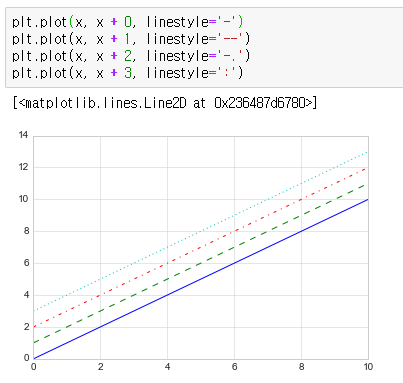 plt.plot(x, x + 0, linestyle='-')
plt.plot(x, x + 1, linestyle='--')
plt.plot(x, x + 2, linestyle='-.')
plt.plot(x, x + 3, linestyle=':')
[<matplotlib.lines.Line2D at 0x236487d6780>]
14
12
10
8
6
4
2
0
0 2 4 6 8 10